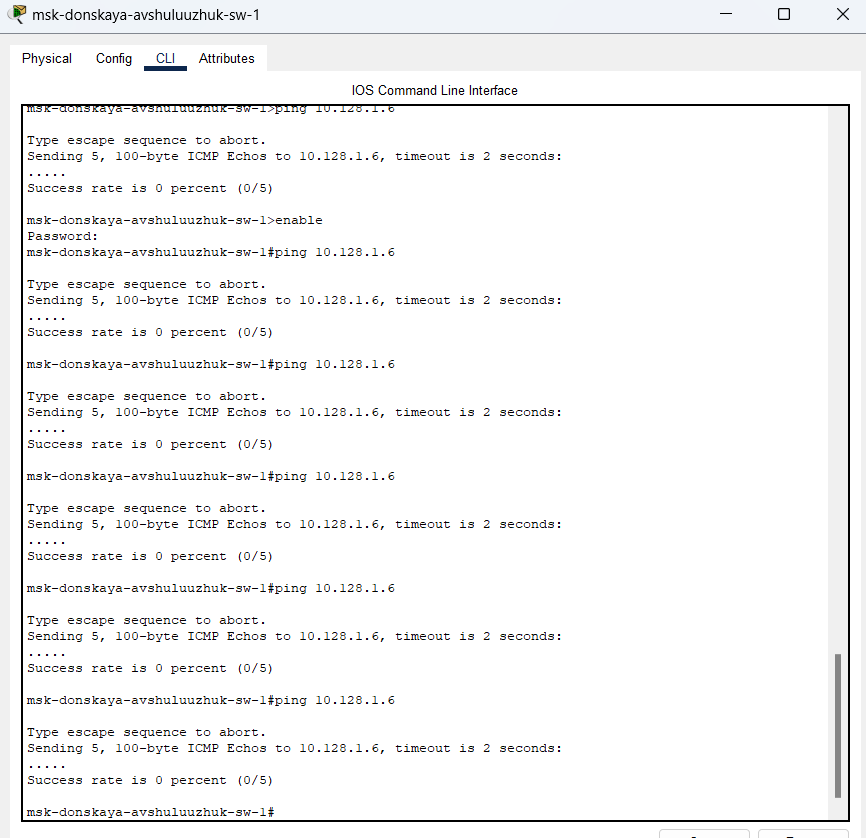 msk-donskaya-avshuluuzhuk-sw-1
Physical Config CLI Attributes
IOS Command Line Interface
msk-donskaya-avshuluuzhuk-sw-1>ping 10.128.1.6
Type escape sequence to abort.
Sending 5, 100-byte ICMP Echos to 10.128.1.6, timeout is 2 seconds:
.....
Success rate is 0 percent (0/5)
msk-donskaya-avshuluuzhuk-sw-1>enable
Password:
msk-donskaya-avshuluuzhuk-sw-1#ping 10.128.1.6
Type escape sequence to abort.
Sending 5, 100-byte ICMP Echos to 10.128.1.6, timeout is 2 seconds:
.....
Success rate is 0 percent (0/5)
msk-donskaya-avshuluuzhuk-sw-1#ping 10.128.1.6
Type escape sequence to abort.
Sending 5, 100-byte ICMP Echos to 10.128.1.6, timeout is 2 seconds:
.....
Success rate is 0 percent (0/5)
msk-donskaya-avshuluuzhuk-sw-1#ping 10.128.1.6
Type escape sequence to abort.
Sending 5, 100-byte ICMP Echos to 10.128.1.6, timeout is 2 seconds:
.....
Success rate is 0 percent (0/5)
msk-donskaya-avshuluuzhuk-sw-1#ping 10.128.1.6
Type escape sequence to abort.
Sending 5, 100-byte ICMP Echos to 10.128.1.6, timeout is 2 seconds:
.....
Success rate is 0 percent (0/5)
msk-donskaya-avshuluuzhuk-sw-1#ping 10.128.1.6
Type escape sequence to abort.
Sending 5, 100-byte ICMP Echos to 10.128.1.6, timeout is 2 seconds:
.....
Success rate is 0 percent (0/5)
msk-donskaya-avshuluuzhuk-sw-1#